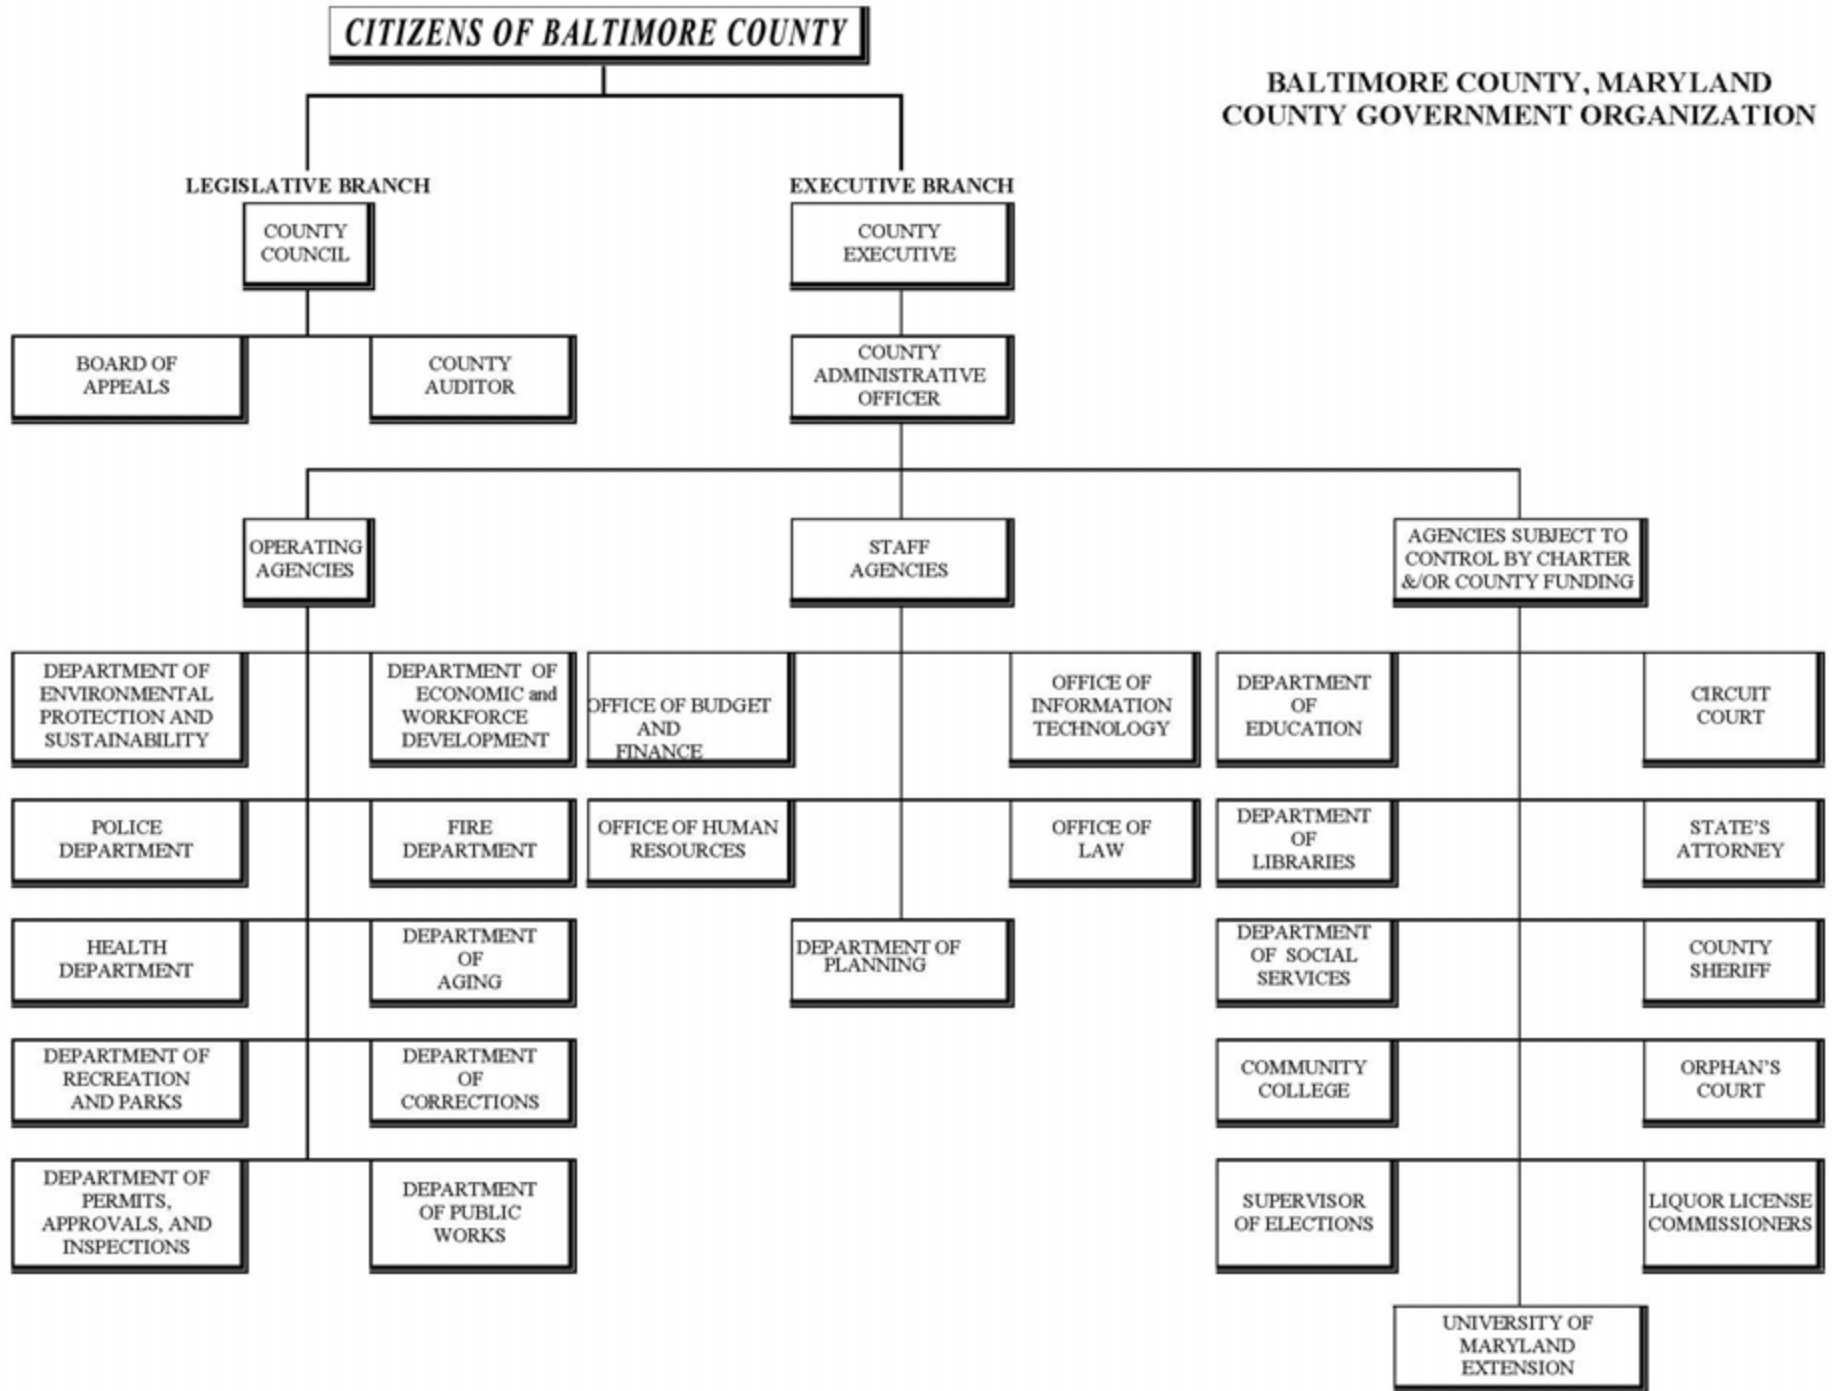 CITIZENS OF BALTIMORE COUNTY
BALTIMORE COUNTY, MARYLAND
COUNTY GOVERNMENT ORGANIZATION
LEGISLATIVE BRANCH
EXECUTIVE BRANCH
COUNTY
COUNCIL
COUNTY
EXECUTIVE
BOARD OF
APPEALS
COUNTY
AUDITOR
COUNTY
ADMINISTRATIVE
OFFICER
OPERATING
AGENCIES
STAFF
AGENCIES
AGENCIES SUBJECT TO
CONTROL BY CHARTER
&/OR COUNTY FUNDING
DEPARTMENT OF
ENVIRONMENTAL
PROTECTION AND
SUSTAINABILITY
DEPARTMENT OF
ECONOMIC and
WORKFORCE
DEVELOPMENT
OFFICE OF BUDGET
AND
FINANCE
OFFICE OF
INFORMATION
TECHNOLOGY
DEPARTMENT
OF
EDUCATION
CIRCUIT
COURT
POLICE
DEPARTMENT
FIRE
DEPARTMENT
OFFICE OF HUMAN
RESOURCES
OFFICE OF
LAW
DEPARTMENT
OF
LIBRARIES
STATE'S
ATTORNEY
HEALTH
DEPARTMENT
DEPARTMENT
OF
AGING
DEPARTMENT OF
PLANNING
DEPARTMENT
OF SOCIAL
SERVICES
COUNTY
SHERIFF
DEPARTMENT OF
RECREATION
AND PARKS
DEPARTMENT
OF
CORRECTIONS
COMMUNITY
COLLEGE
ORPHAN'S
COURT
DEPARTMENT OF
PERMITS,
APPROVALS, AND
INSPECTIONS
DEPARTMENT
OF PUBLIC
WORKS
SUPERVISOR
OF ELECTIONS
LIQUOR LICENSE
COMMISSIONERS
UNIVERSITY OF
MARYLAND
EXTENSION